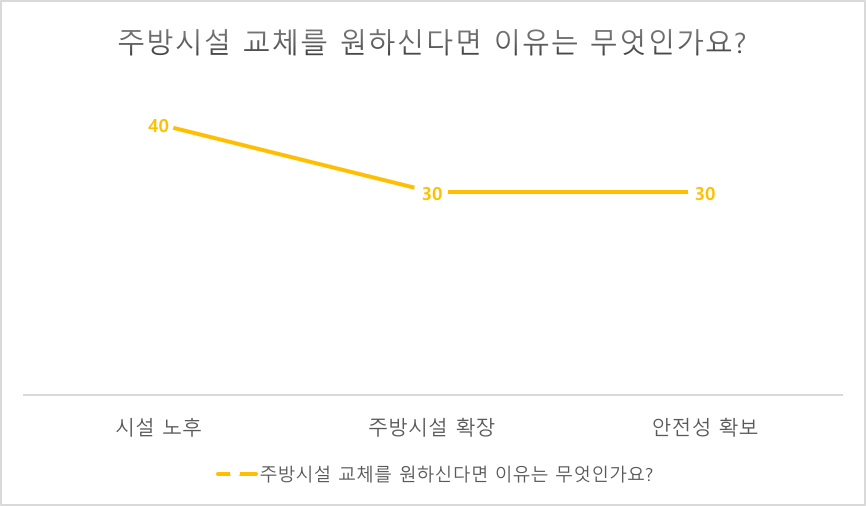 주방시설 교체를 원하신다면 이유는 무엇인가요?
40
30
30
시설 노후
주방시설 확장
안전성 확보
주방시설 교체를 원하신다면 이유는 무엇인가요?